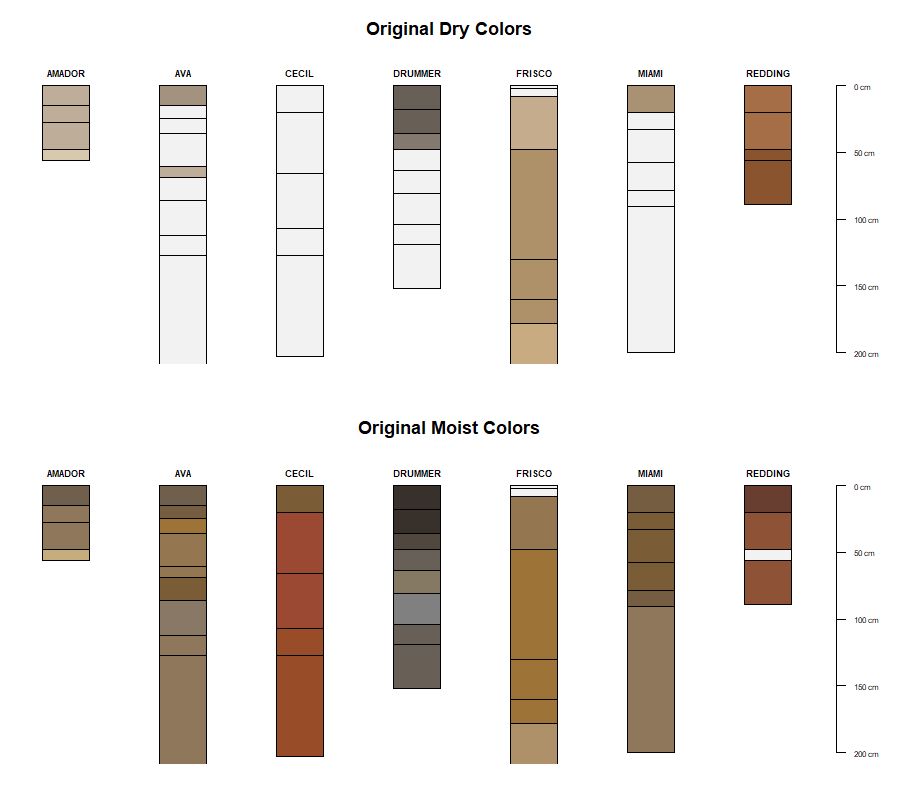 Original Dry Colors
AMADOR AVA CECIL DRUMMER FRISCO MIAMI REDDING
0 cm
50 cm
100 cm
150 cm
200 cm
Original Moist Colors
AMADOR AVA CECIL DRUMMER FRISCO MIAMI REDDING
0 cm
50 cm
100 cm
150 cm
200 cm